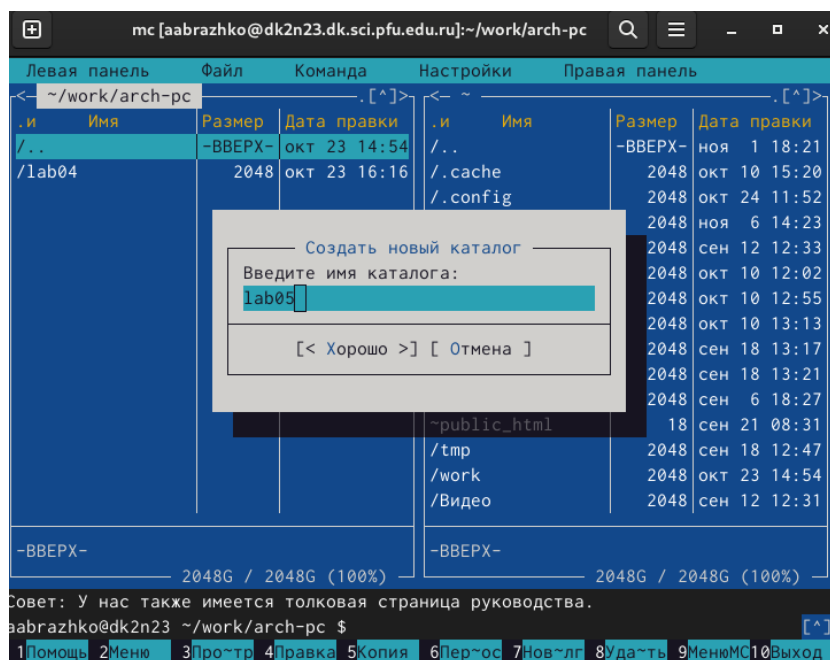 mc [aabrazhko@dk2n23.dk.sci.pfu.edu.ru]:~/work/arch-pc
Левая панель Файл Команда Настройки Правая панель
<— ~/work/arch-pc —.[^]>
.и Имя Размер Дата правки
/.. -ВВЕРХ- окт 23 14:54
/lab04 2048 окт 23 16:16
<— ~ —.[^]>
.и Имя Размер Дата правки
/.. -ВВЕРХ- ноя 1 18:21
/.cache 2048 окт 10 15:20
/.config 2048 окт 24 11:52
2048 ноя 6 14:23
2048 сен 12 12:33
2048 окт 10 12:02
2048 окт 10 12:55
2048 окт 10 13:13
2048 сен 18 13:17
2048 сен 18 13:21
2048 сен 6 18:27
~public_html 18 сен 21 08:31
/tmp 2048 сен 18 12:47
/work 2048 окт 23 14:54
/Видео 2048 сен 12 12:31
Создать новый каталог
Введите имя каталога:
lab05
[< Хорошо >] [ Отмена ]
-ВВЕРХ-
2048G / 2048G (100%)
-ВВЕРХ-
2048G / 2048G (100%)
Совет: У нас также имеется толковая страница руководства.
aabrazhko@dk2n23 ~/work/arch-pc $ [^]
1Помощь 2Меню 3Про~тр 4Правка 5Копия 6Пер~ос 7Нов~лг 8Уда~ть 9МенюМС 10Выход